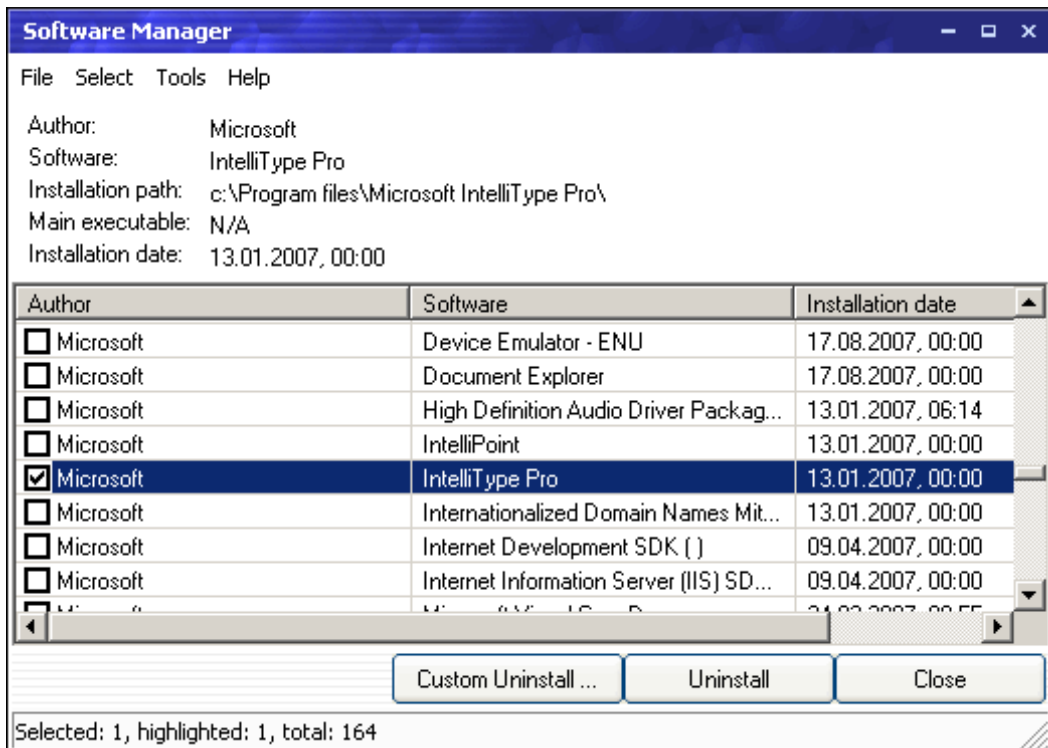 Software Manager
File Select Tools Help
Author: Microsoft
Software: IntelliType Pro
Installation path: c:\Program files\Microsoft IntelliType Pro\
Main executable: N/A
Installation date: 13.01.2007, 00:00
Author Software Installation date
Microsoft Device Emulator - ENU 17.08.2007, 00:00
Microsoft Document Explorer 17.08.2007, 00:00
Microsoft High Definition Audio Driver Packag... 13.01.2007, 06:14
Microsoft IntelliPoint 13.01.2007, 00:00
Microsoft IntelliType Pro 13.01.2007, 00:00
Microsoft Internationalized Domain Names Mit... 13.01.2007, 00:00
Microsoft Internet Development SDK ( ) 09.04.2007, 00:00
Microsoft Internet Information Server (IIS) SD... 09.04.2007, 00:00
Custom Uninstall ... Uninstall Close
Selected: 1, highlighted: 1, total: 164